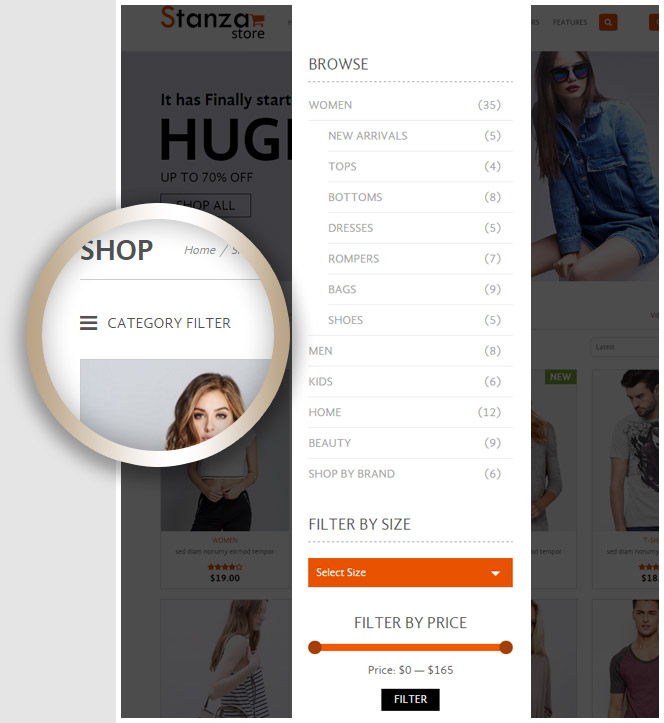 Stanza
store
RS FEATURES
It has Finally start
HUG
UP TO 70% OFF
SHOP ALL
SHOP Home /
CATEGORY FILTER
BROWSE
WOMEN (35)
NEW ARRIVALS (5)
TOPS (4)
BOTTOMS (8)
DRESSES (5)
ROMPERS (7)
BAGS (9)
SHOES (5)
MEN (8)
KIDS (6)
HOME (12)
BEAUTY (9)
SHOP BY BRAND (6)
FILTER BY SIZE
Select Size
FILTER BY PRICE
Price: $0 — $165
FILTER
Latest
NEW
WOMEN
sed diam nonumy eirmod tempor
$19.00
tempor
T-SH
sed diam nonumy
$18.